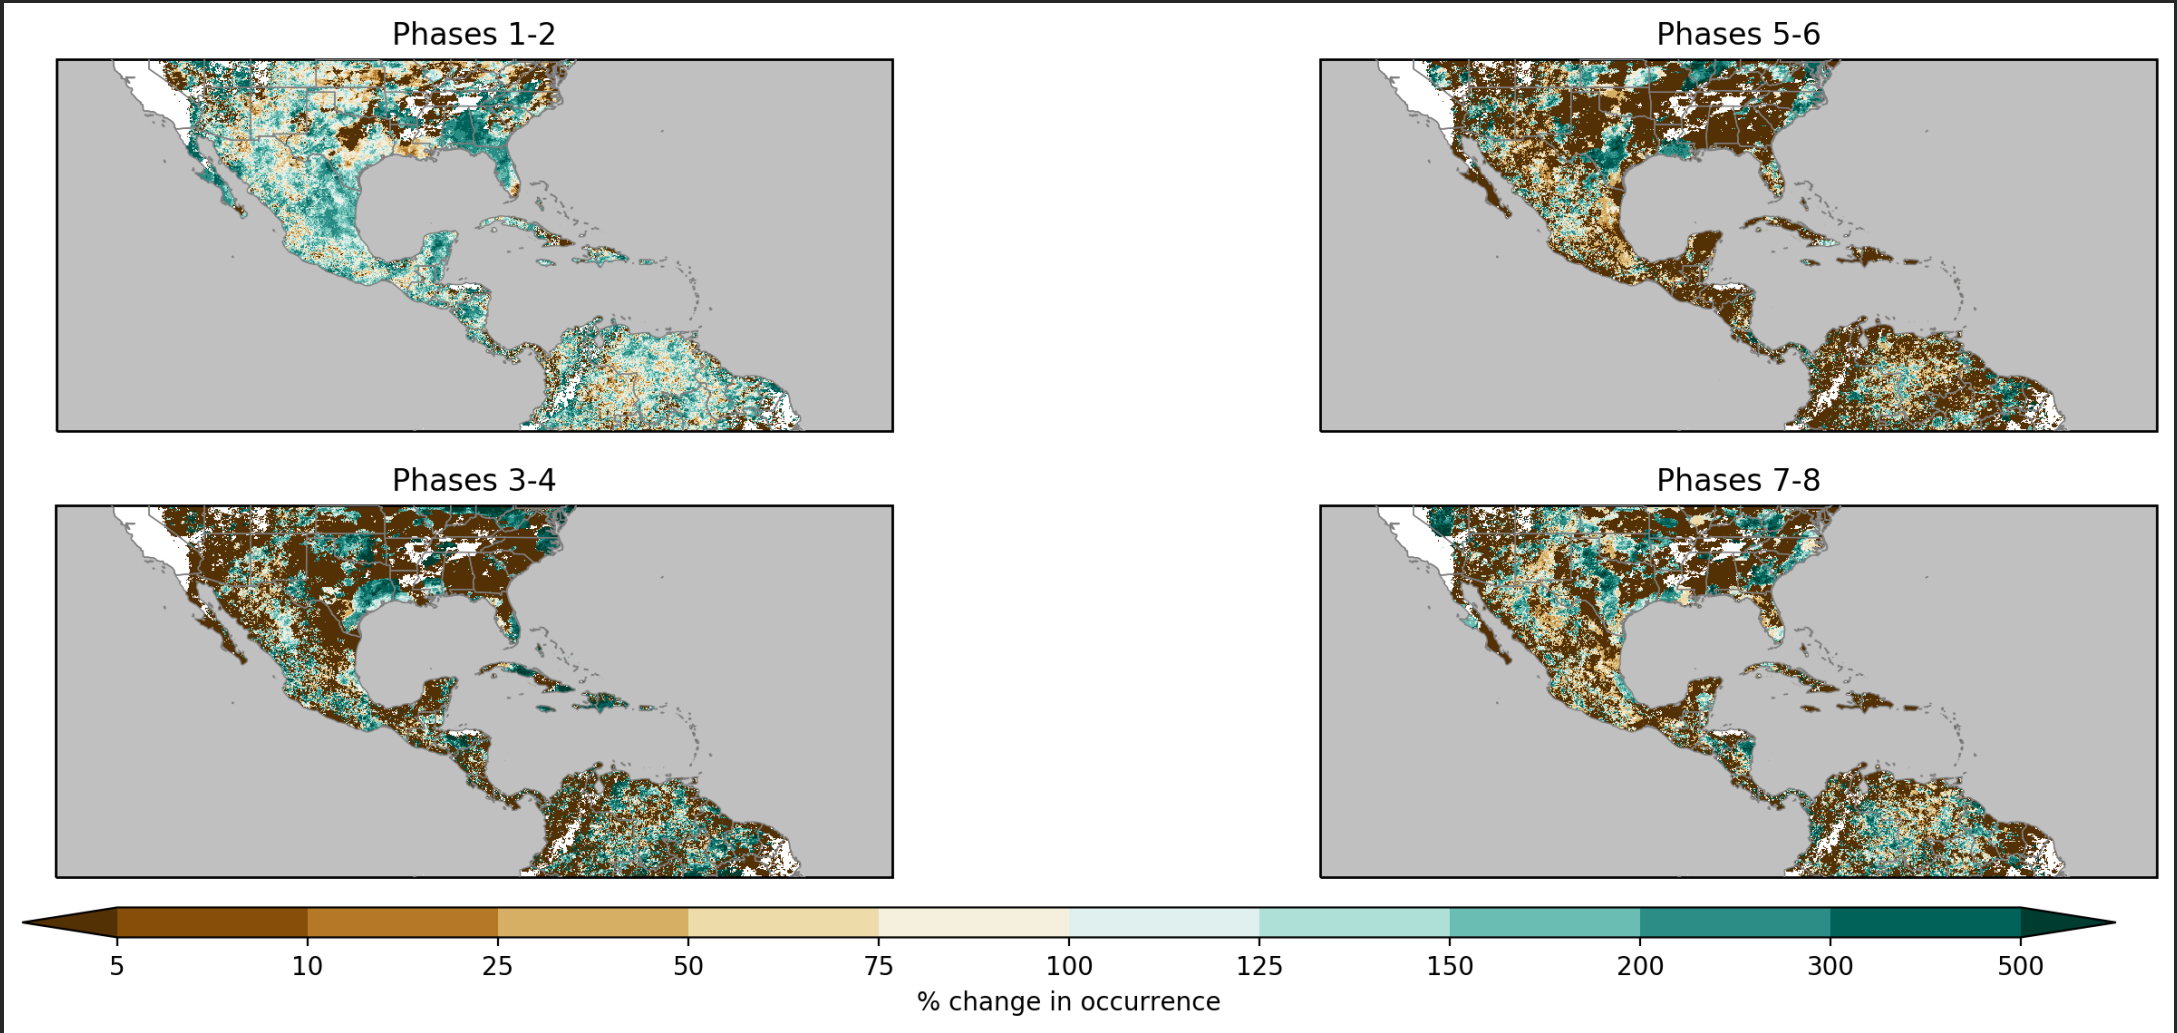 Phases 1-2
Phases 5-6
Phases 3-4
Phases 7-8
5 10 25 50 75 100 125 150 200 300 500
% change in occurrence